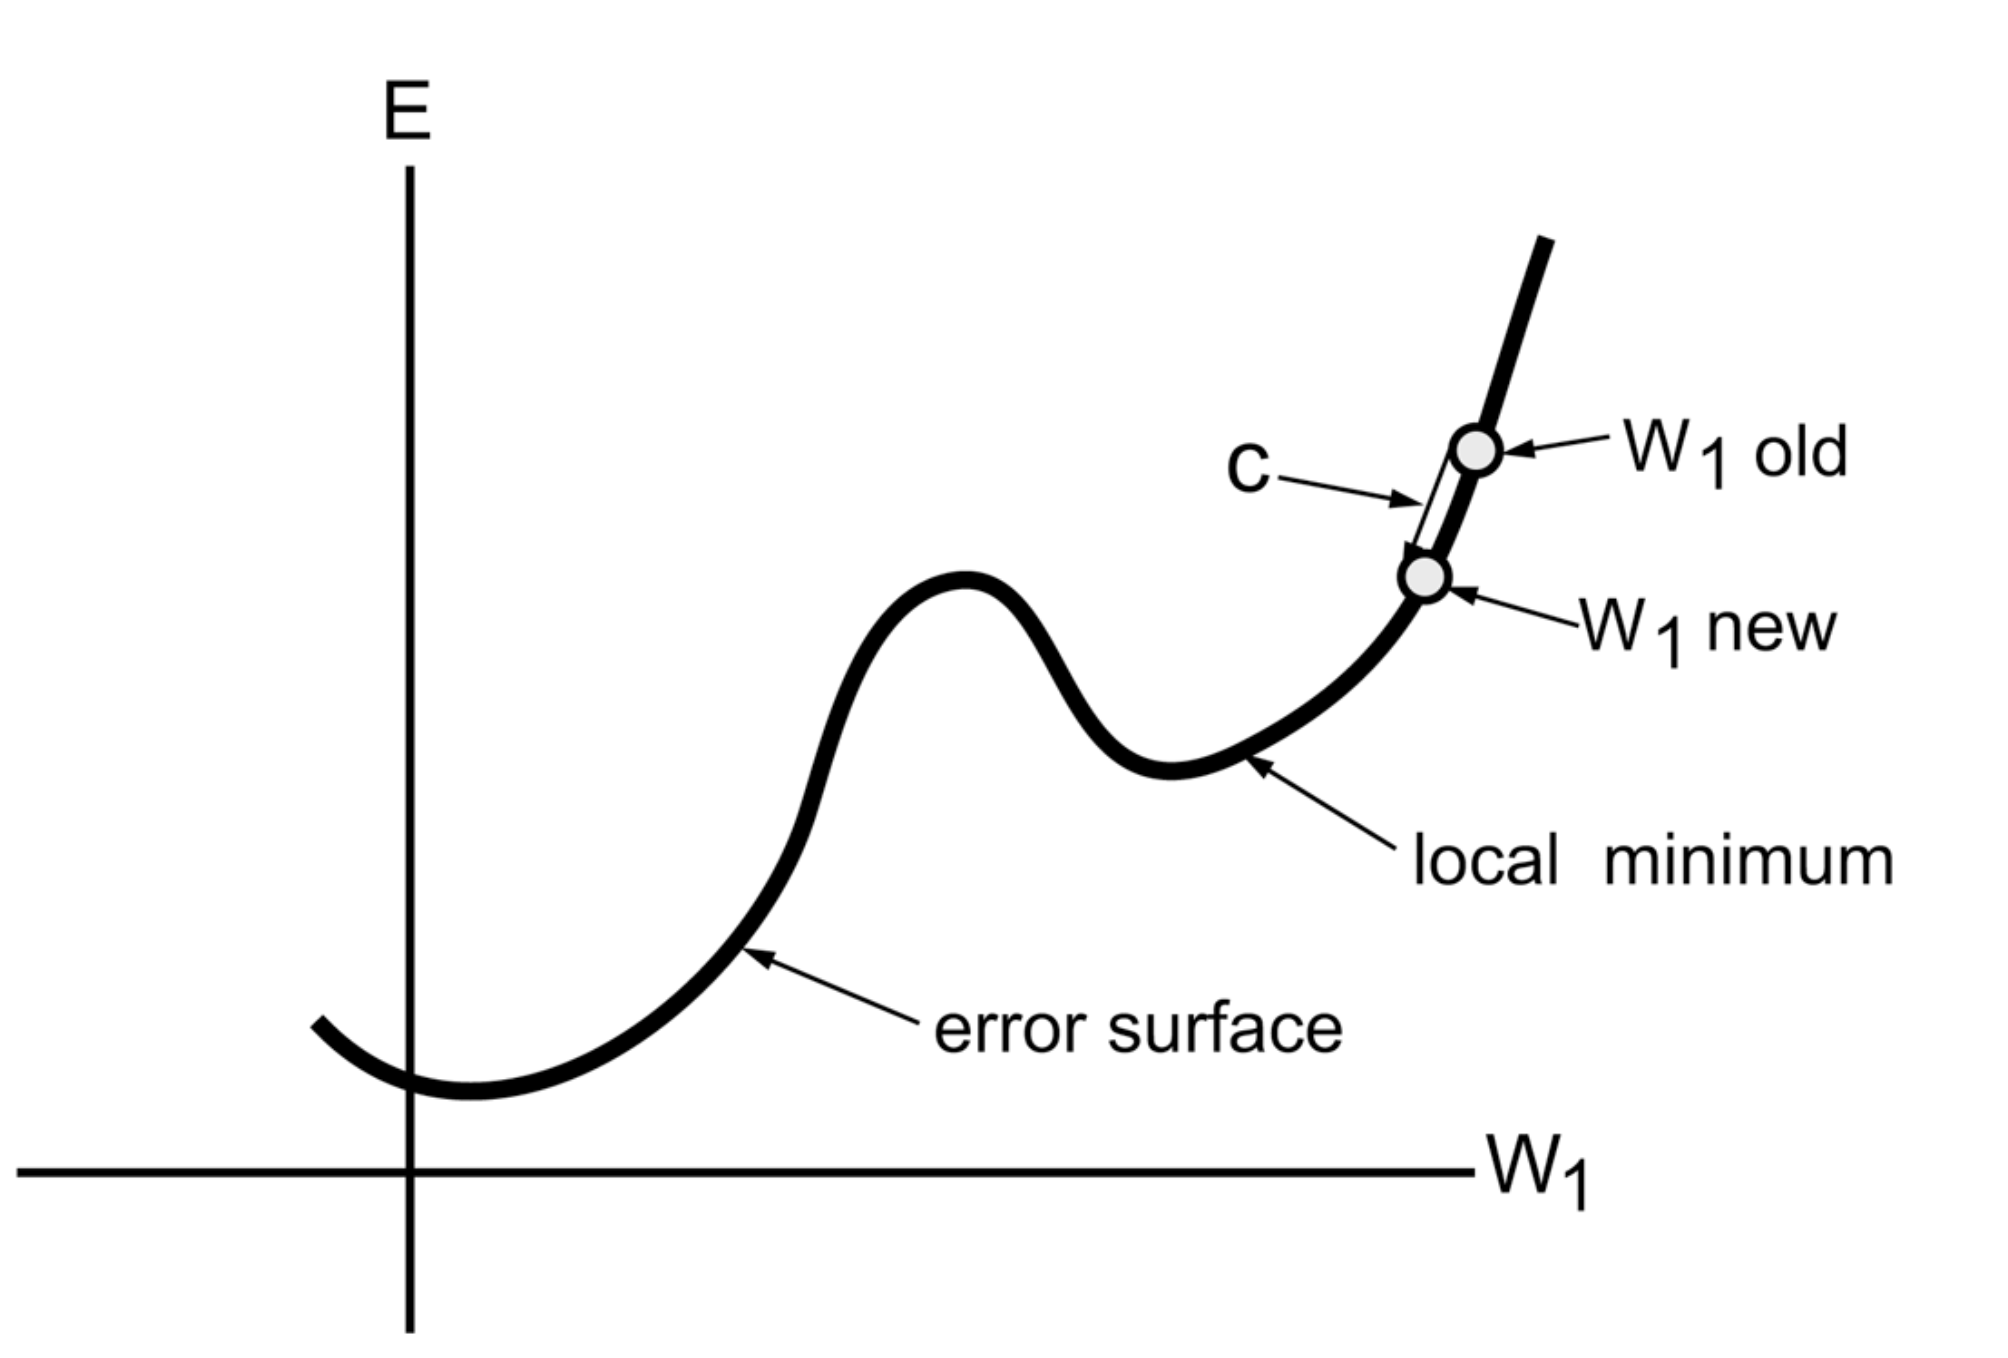 E
W1 old
c
W1 new
local minimum
error surface
W1